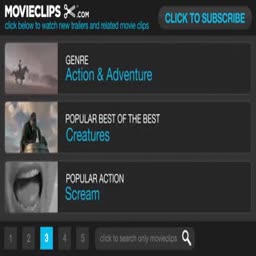 MOVIECLIPS .COM
click below to watch new trailers and related movie clips
CLICK TO SUBSCRIBE
GENRE
Action & Adventure
POPULAR BEST OF THE BEST
Creatures
POPULAR ACTION
Scream
1 2 3 4 5 click to search only movieclips